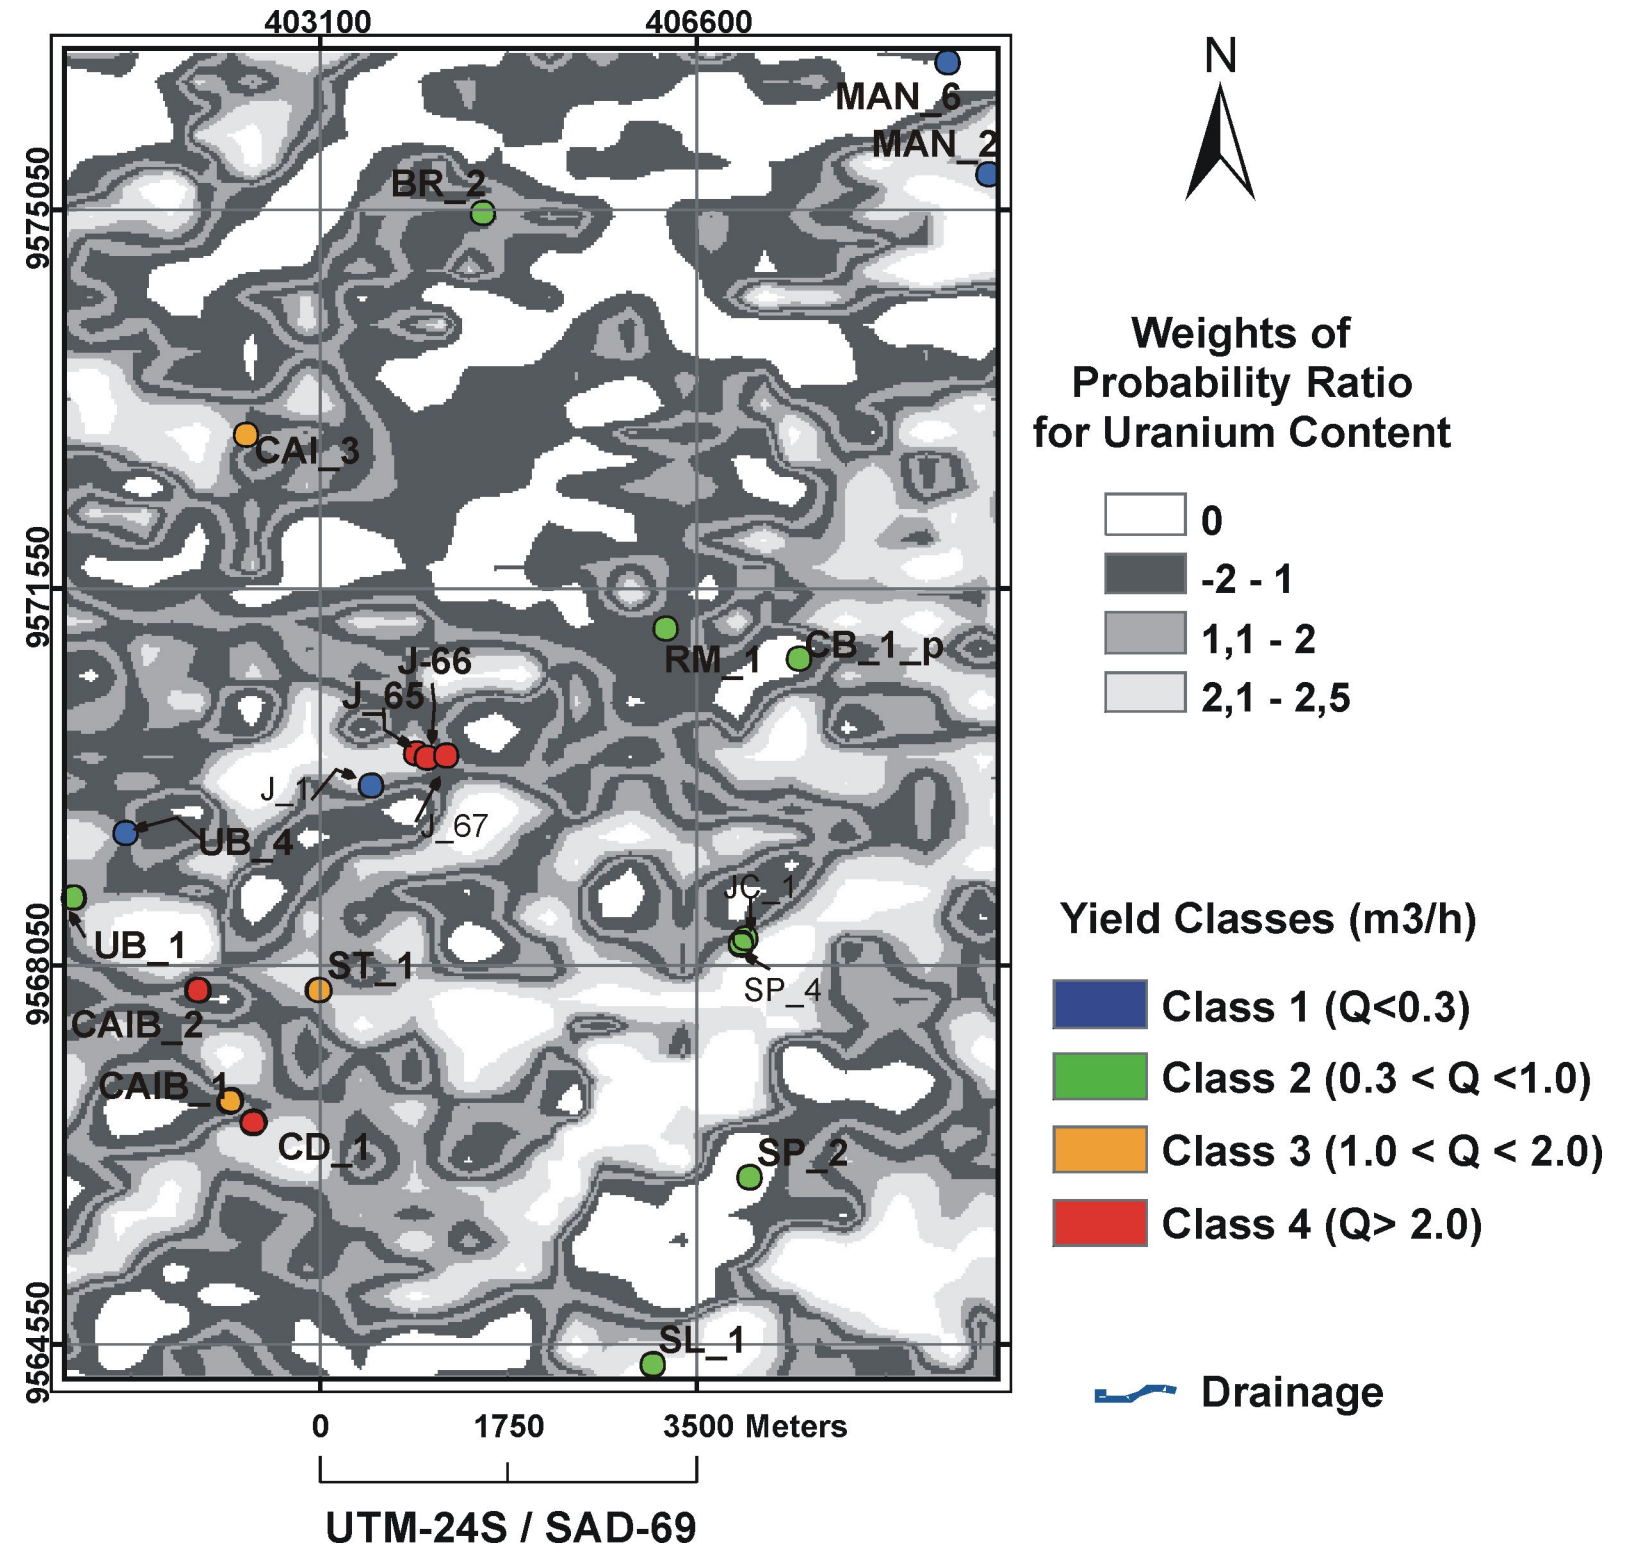 403100
406600
N
MAN_6
MAN_2
9575050
BR_2
Weights of
Probability Ratio
for Uranium Content
CAI_3
0
-2 - 1
1,1 - 2
2,1 - 2,5
9571550
RM_1
CB_1_p
J-66
J_65
J_1
J_67
UB_4
JC_1
Yield Classes (m3/h)
UB_1
9568050
ST_1
SP_4
Class 1 (Q<0.3)
CAIB_2
Class 2 (0.3 < Q <1.0)
CAIB_1
CD_1
SP_2
Class 3 (1.0 < Q < 2.0)
Class 4 (Q> 2.0)
9564550
SL_1
Drainage
0 1750 3500 Meters
UTM-24S / SAD-69